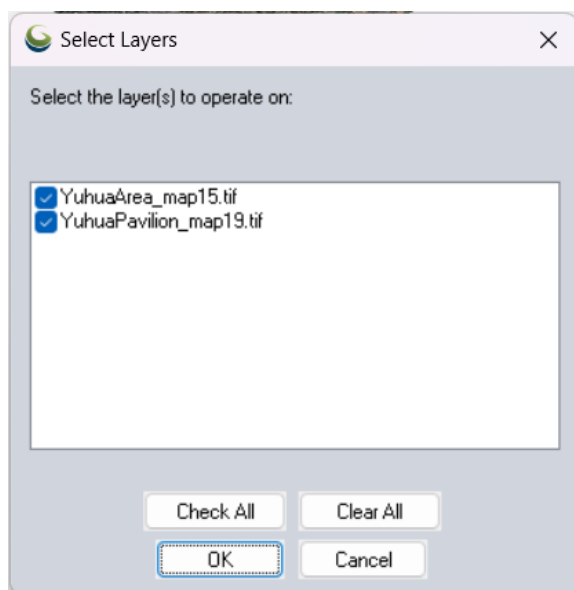 Select Layers
Select the layer(s) to operate on:
YuhuaArea_map15.tif
YuhuaPavilion_map19.tif
Check All
Clear All
OK
Cancel